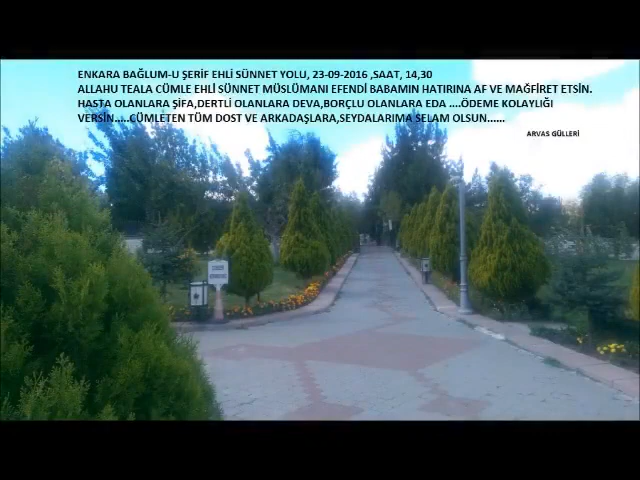 ENKARA BAĞLUM-U ŞERİF EHLİ SÜNNET YOLU, 23-09-2016 ,SAAT, 14,30
ALLAHU TEALA CÜMLE EHLİ SÜNNET MÜSLÜMANI EFENDİ BABAMIN HATIRINA AF VE MAĞFİRET ETSİN.
HASTA OLANLARA ŞİFA,DERTLİ OLANLARA DEVA,BORÇLU OLANLARA EDA ....ÖDEME KOLAYLIĞI
VERSİN.....CÜMLETEN TÜM DOST VE ARKADAŞLARA,SEYDALARIMA SELAM OLSUN......
ARVAS GÜLLERİ